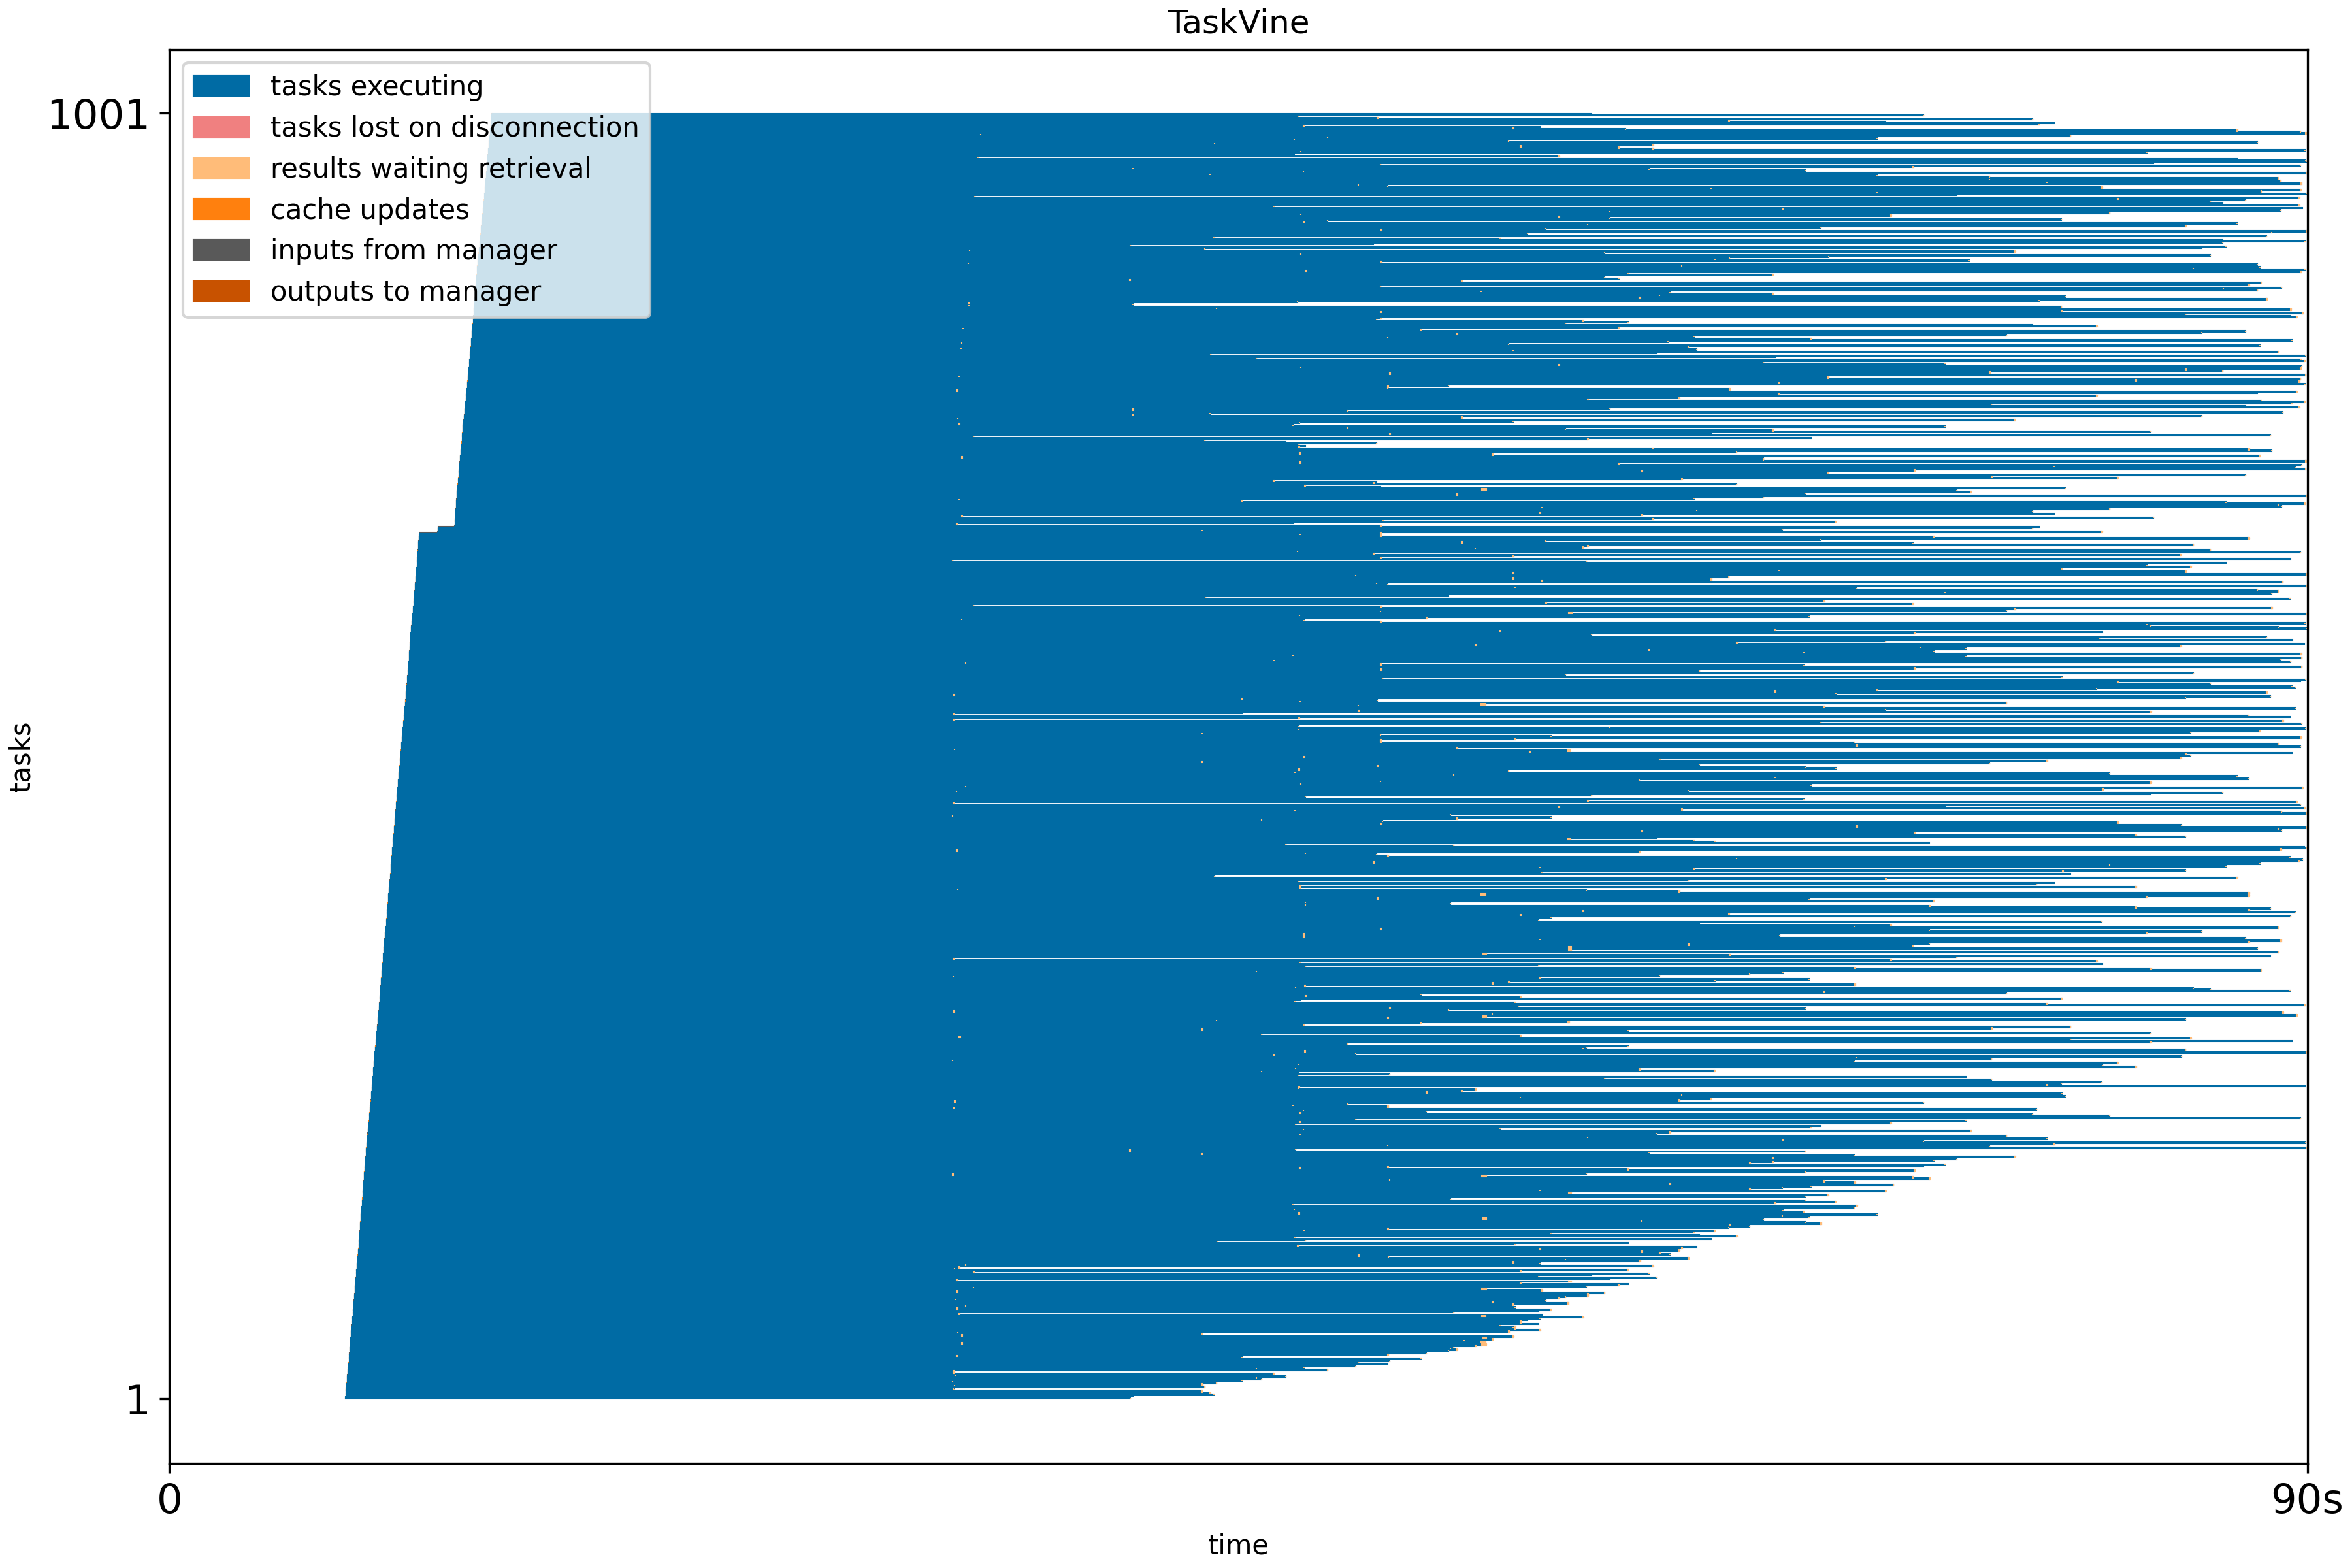 TaskVine
1001
tasks executing
tasks lost on disconnection
results waiting retrieval
cache updates
inputs from manager
outputs to manager
tasks
1
0
90s
time